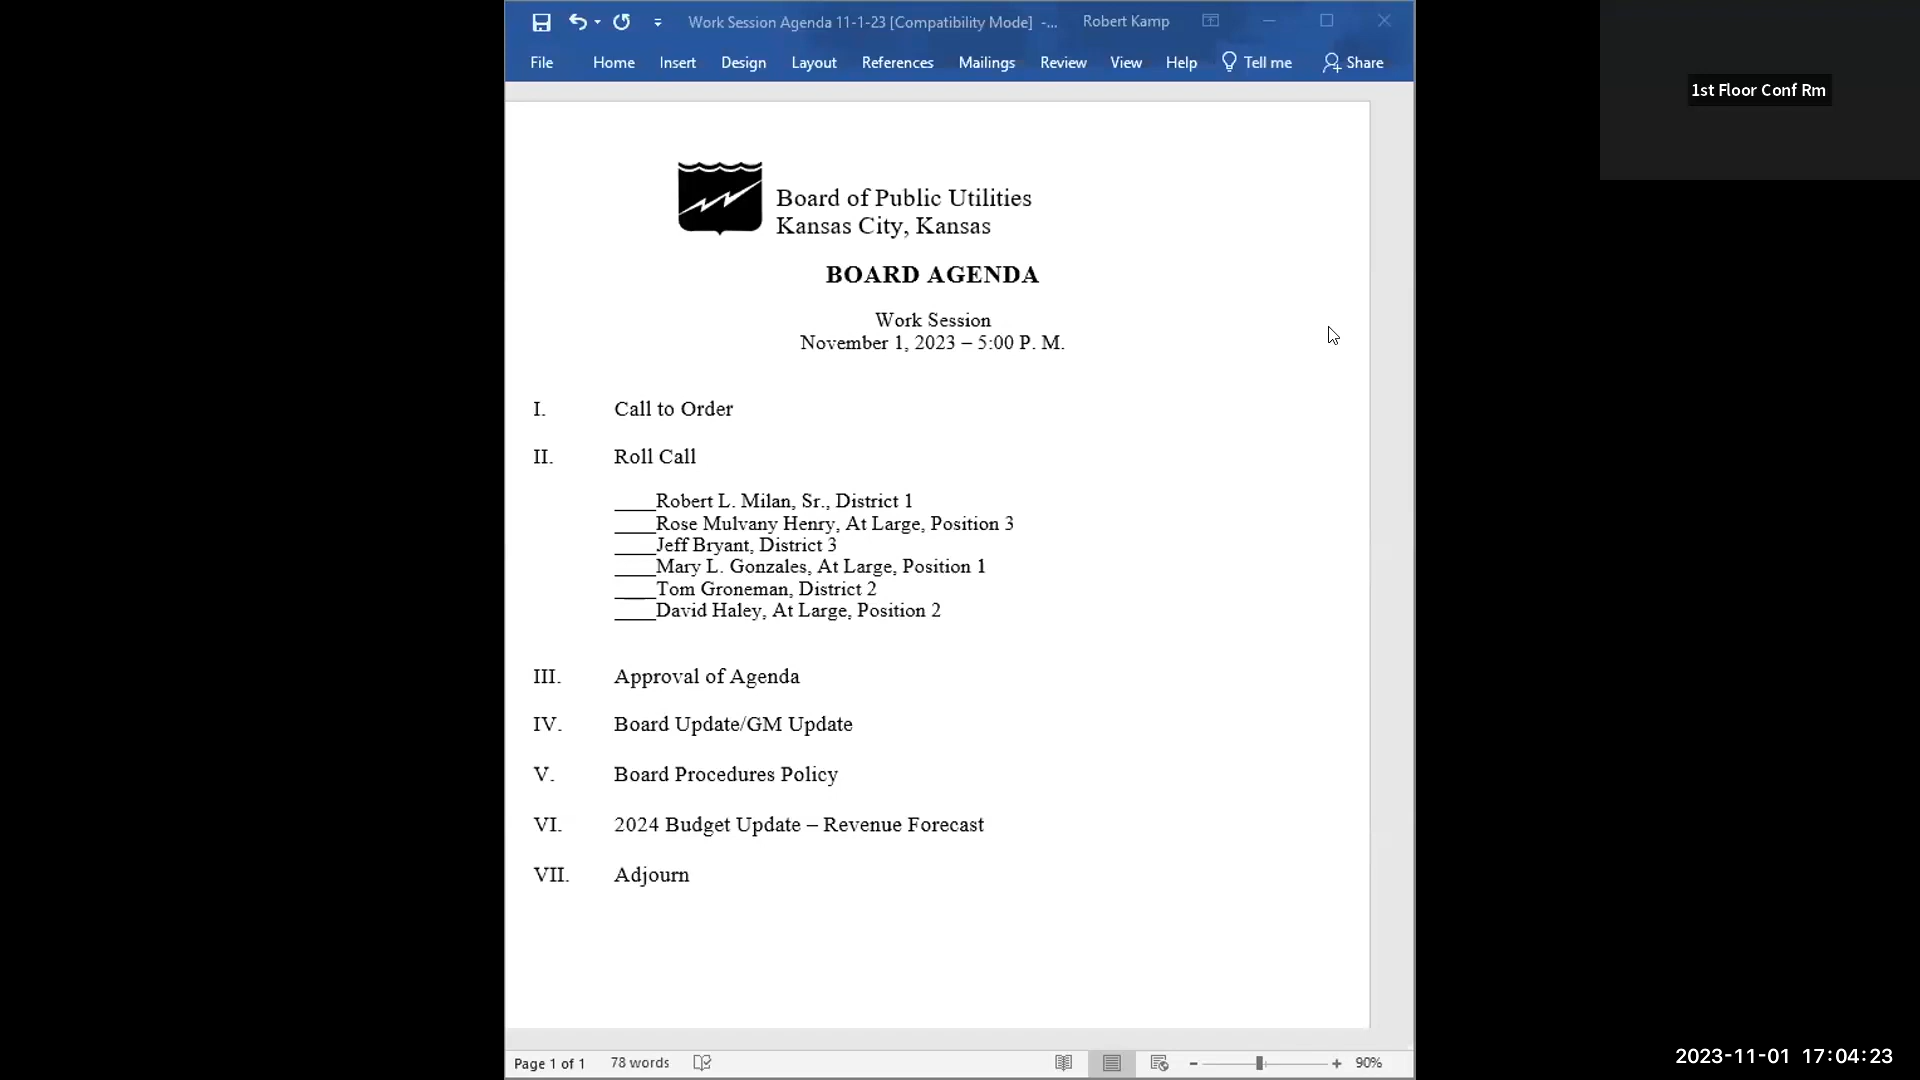 Work Session Agenda 11-1-23 [Compatibility Mode] -... Robert Kamp
File Home Insert Design Layout References Mailings Review View Help Tell me Share
1st Floor Conf Rm
Board of Public Utilities
Kansas City, Kansas
BOARD AGENDA
Work Session
November 1, 2023 – 5:00 P. M.
I. Call to Order
II. Roll Call
____Robert L. Milan, Sr., District 1
____Rose Mulvany Henry, At Large, Position 3
____Jeff Bryant, District 3
____Mary L. Gonzales, At Large, Position 1
____Tom Groneman, District 2
____David Haley, At Large, Position 2
III. Approval of Agenda
IV. Board Update/GM Update
V. Board Procedures Policy
VI. 2024 Budget Update – Revenue Forecast
VII. Adjourn
Page 1 of 1 78 words 90%
2023-11-01 17:04:23